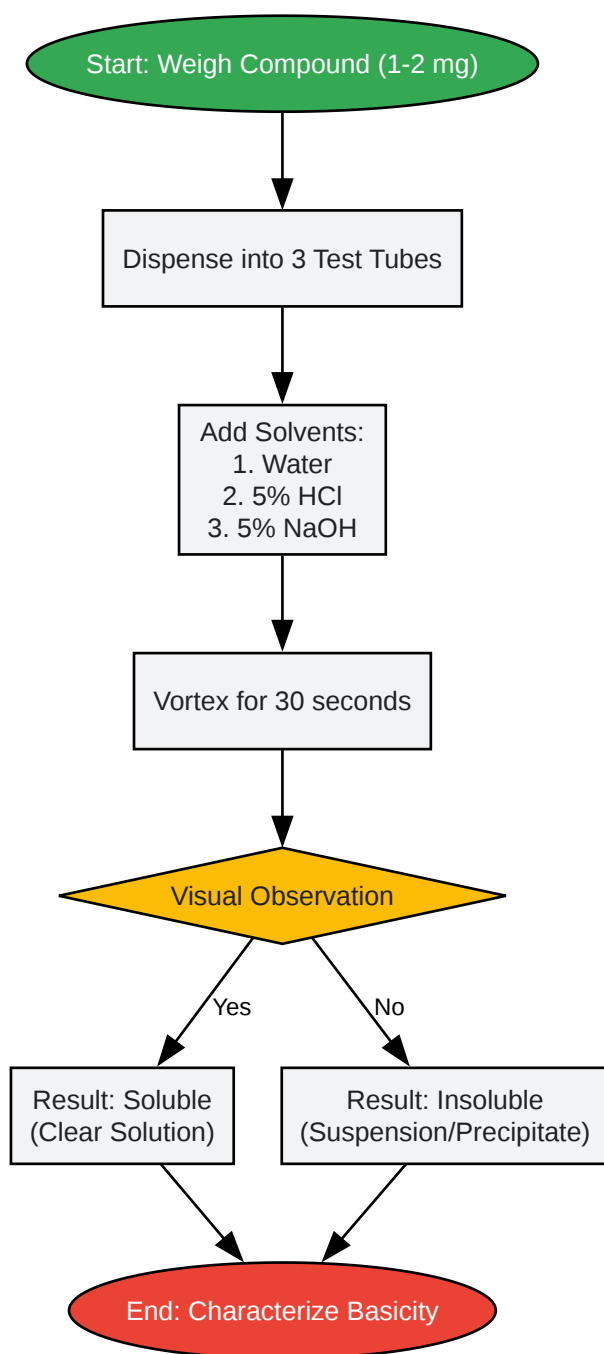 Start: Weigh Compound (1-2 mg)
Dispense into 3 Test Tubes
Add Solvents:
1. Water
2. 5% HCl
3. 5% NaOH
Vortex for 30 seconds
Visual Observation
Yes
No
Result: Soluble
(Clear Solution)
Result: Insoluble
(Suspension/Precipitate)
End: Characterize Basicity